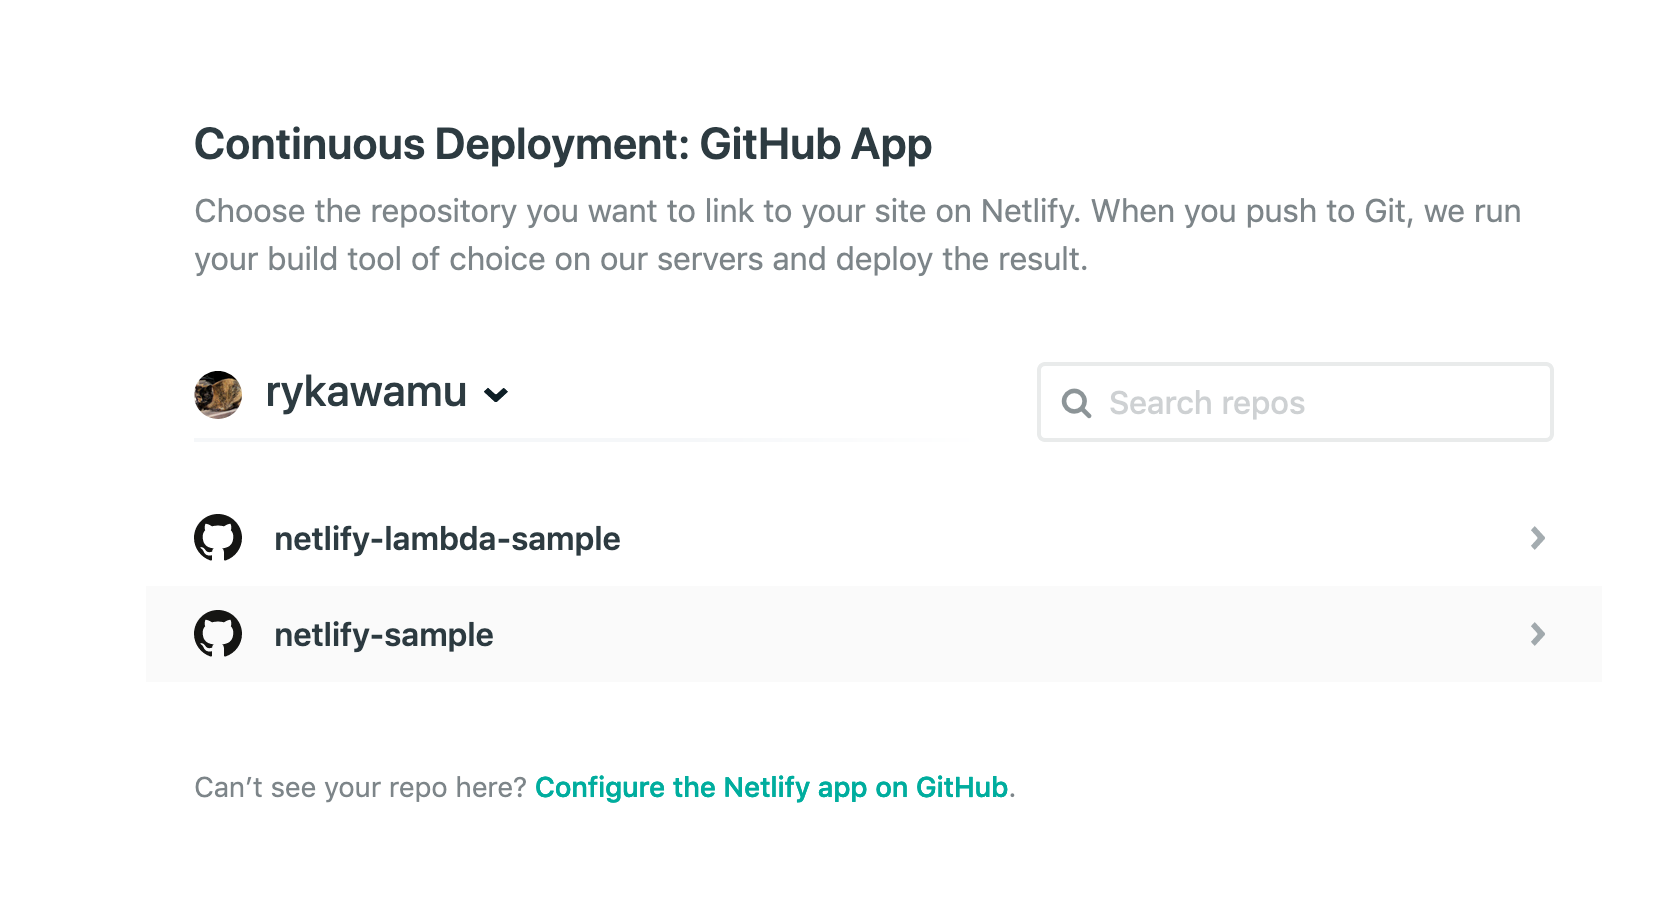 Continuous Deployment: GitHub App
Choose the repository you want to link to your site on Netlify. When you push to Git, we run
your build tool of choice on our servers and deploy the result.
rykawamu
Search repos
netlify-lambda-sample
netlify-sample
Can’t see your repo here? Configure the Netlify app on GitHub.